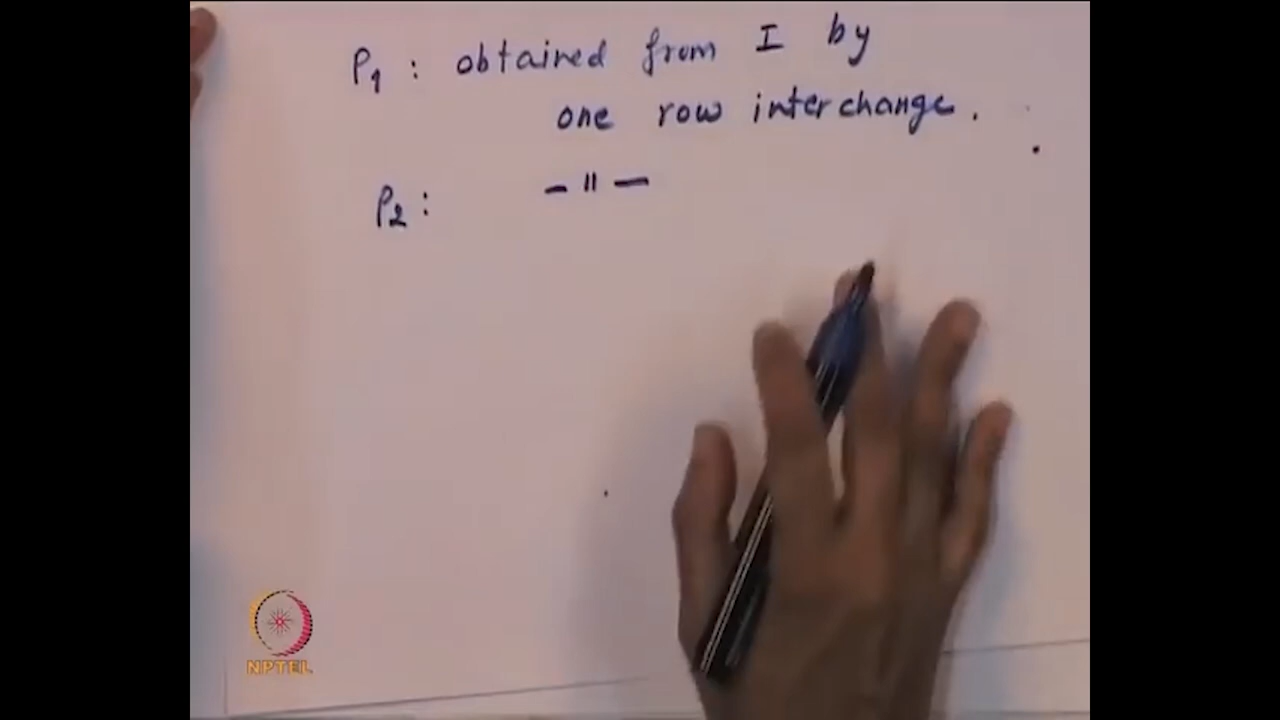 P1 : obtained from I by
one row interchange.
P2 : — " —
NPTEL